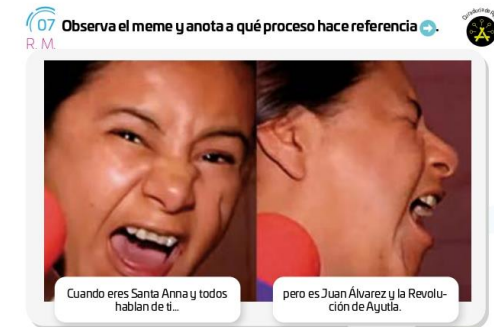 07 Observa el meme y anota a qué proceso hace referencia
R. M.
Cuando eres Santa Anna y todos
hablan de ti...
pero es Juan Álvarez y la Revolu-
ción de Ayutla.